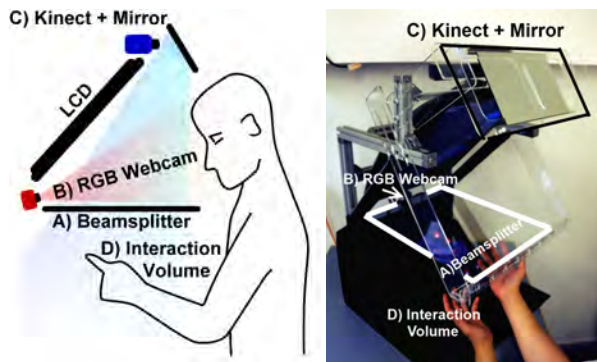 C) Kinect + Mirror
LCD
B) RGB Webcam
A) Beamsplitter
D) Interaction
Volume
C) Kinect + Mirror
B) RGB Webcam
A)Beamsplitter
D) Interaction
Volume